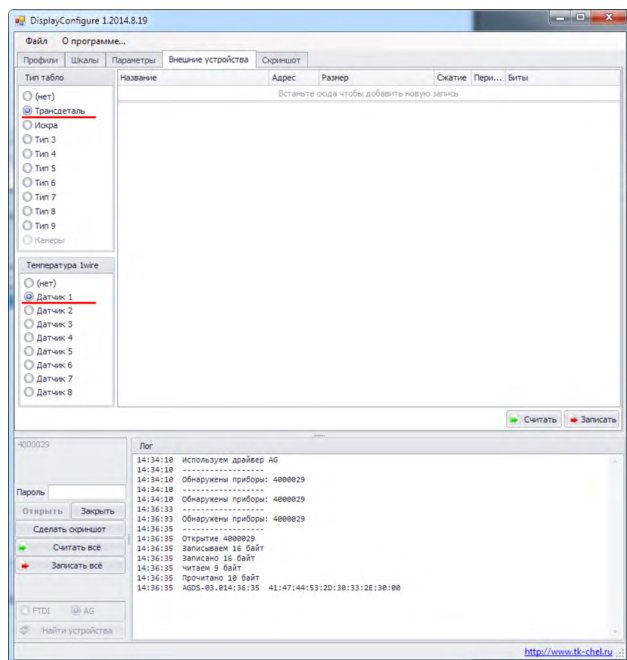 DisplayConfigure 1.2014.8.19
Файл О программе...
Профили Шкалы Параметры Внешние устройства Скриншот
Тип табло
Название Адрес Размер Сжатие Пери... Биты
Встаньте сюда чтобы добавить новую запись
(нет)
Трансдеталь
Искра
Тип 3
Тип 4
Тип 5
Тип 6
Тип 7
Тип 8
Тип 9
Камеры
Температура 1wire
(нет)
Датчик 1
Датчик 2
Датчик 3
Датчик 4
Датчик 5
Датчик 6
Датчик 7
Датчик 8
Считать Записать
4000029
Пароль
Открыть Закрыть
Сделать скриншот
Считать всё
Записать всё
FTDI AG
Найти устройства
Лог
14:34:10 Используем драйвер AG
14:34:10 ------------------
14:34:10 Обнаружены приборы: 4000029
14:34:10 ------------------
14:34:10 Обнаружены приборы: 4000029
14:36:33 ------------------
14:36:33 Обнаружены приборы: 4000029
14:36:35 ------------------
14:36:35 Открытие 4000029
14:36:35 Записываем 16 байт
14:36:35 Записано 16 байт
14:36:35 Читаем 9 байт
14:36:35 Прочитано 10 байт
14:36:35 AGDS-03.014:36:35 41:47:44:53:2D:30:33:2E:30:00
http://www.tk-chel.ru